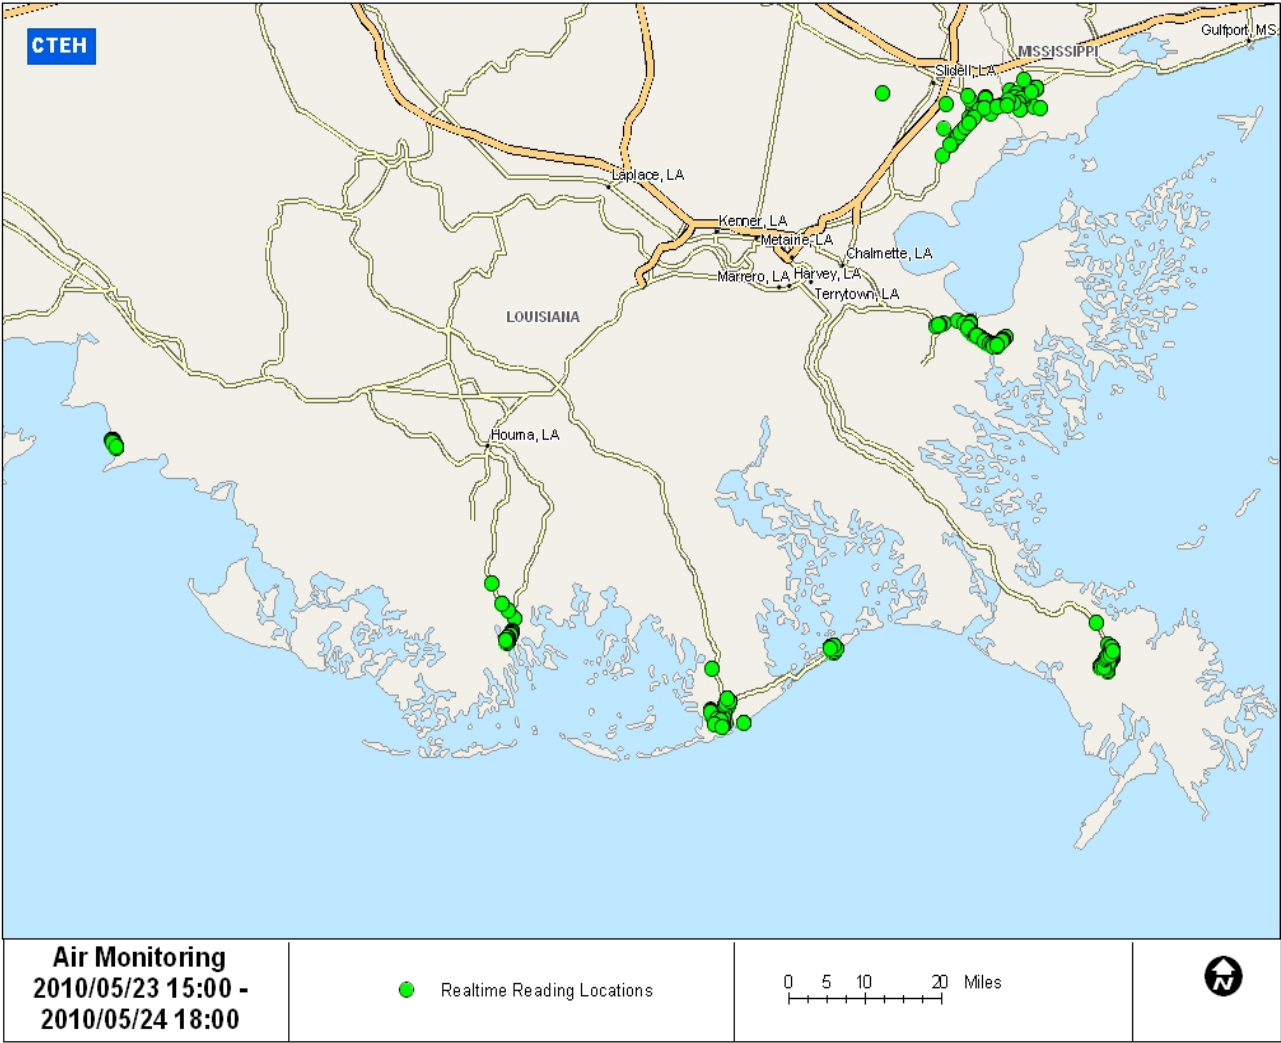 CTEH
Gulfport, MS
MISSISSIPPI
Slidell, LA
Laplace, LA
Kenner, LA
Metairie, LA
Chalmette, LA
Marrero, LA
Harvey, LA
Terrytown, LA
LOUISIANA
Houma, LA
Air Monitoring
2010/05/23 15:00 -
2010/05/24 18:00
Realtime Reading Locations
0 5 10 20 Miles
N